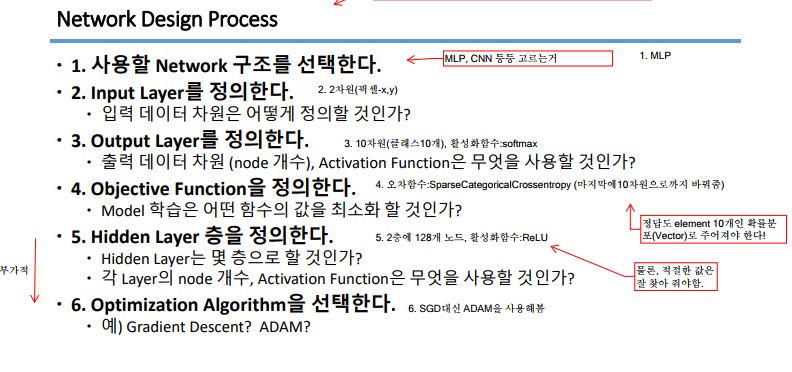 Network Design Process
• 1. 사용할 Network 구조를 선택한다.
MLP, CNN 등등 고르는거
1. MLP
• 2. Input Layer를 정의한다.
2. 2차원(픽셀-x,y)
• 입력 데이터 차원은 어떻게 정의할 것인가?
• 3. Output Layer를 정의한다.
3. 10차원(클래스10개), 활성화함수:softmax
• 출력 데이터 차원 (node 개수), Activation Function은 무엇을 사용할 것인가?
• 4. Objective Function을 정의한다.
4. 오차함수:SparseCategoricalCrossentropy (마지막에10차원으로까지 바꿔줌)
• Model 학습은 어떤 함수의 값을 최소화 할 것인가?
정답도 element 10개인 확률분
포(Vector)로 주어져야 한다!
• 5. Hidden Layer 층을 정의한다.
5. 2층에 128개 노드, 활성화함수:ReLU
• Hidden Layer는 몇 층으로 할 것인가?
• 각 Layer의 node 개수, Activation Function은 무엇을 사용할 것인가?
물론, 적절한 값은
잘 찾아 줘야함.
부가적
• 6. Optimization Algorithm을 선택한다.
6. SGD대신 ADAM을 사용해봄
• 예) Gradient Descent? ADAM?